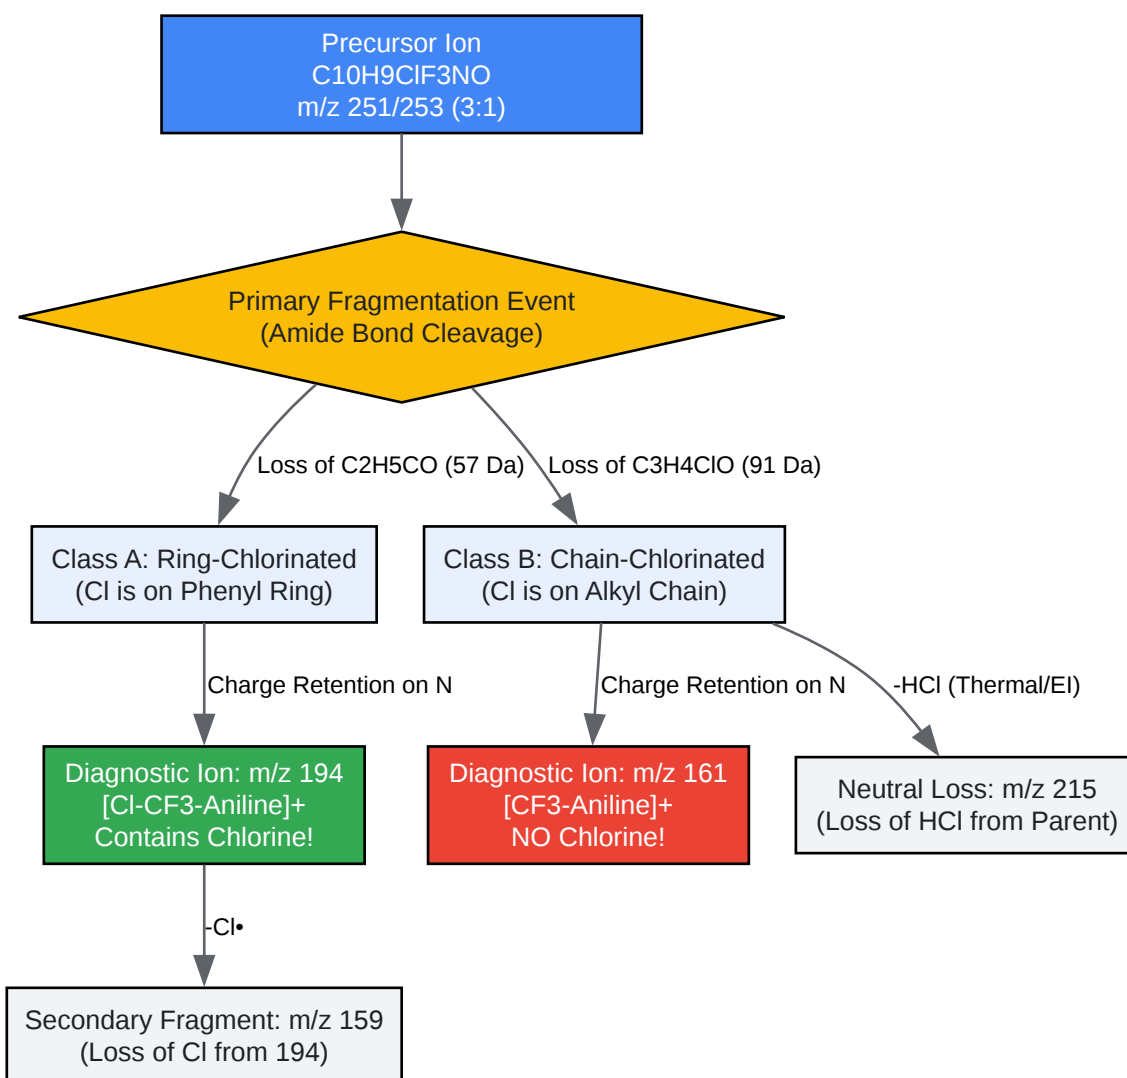 Precursor Ion
C10H9ClF3NO
m/z 251/253 (3:1)
Primary Fragmentation Event
(Amide Bond Cleavage)
Loss of C2H5CO (57 Da)
Loss of C3H4ClO (91 Da)
Class A: Ring-Chlorinated
(Cl is on Phenyl Ring)
Class B: Chain-Chlorinated
(Cl is on Alkyl Chain)
Charge Retention on N
Charge Retention on N
-HCl (Thermal/EI)
Diagnostic Ion: m/z 194
[Cl-CF3-Aniline]+
Contains Chlorine!
Diagnostic Ion: m/z 161
[CF3-Aniline]+
NO Chlorine!
Neutral Loss: m/z 215
(Loss of HCl from Parent)
-Cl•
Secondary Fragment: m/z 159
(Loss of Cl from 194)